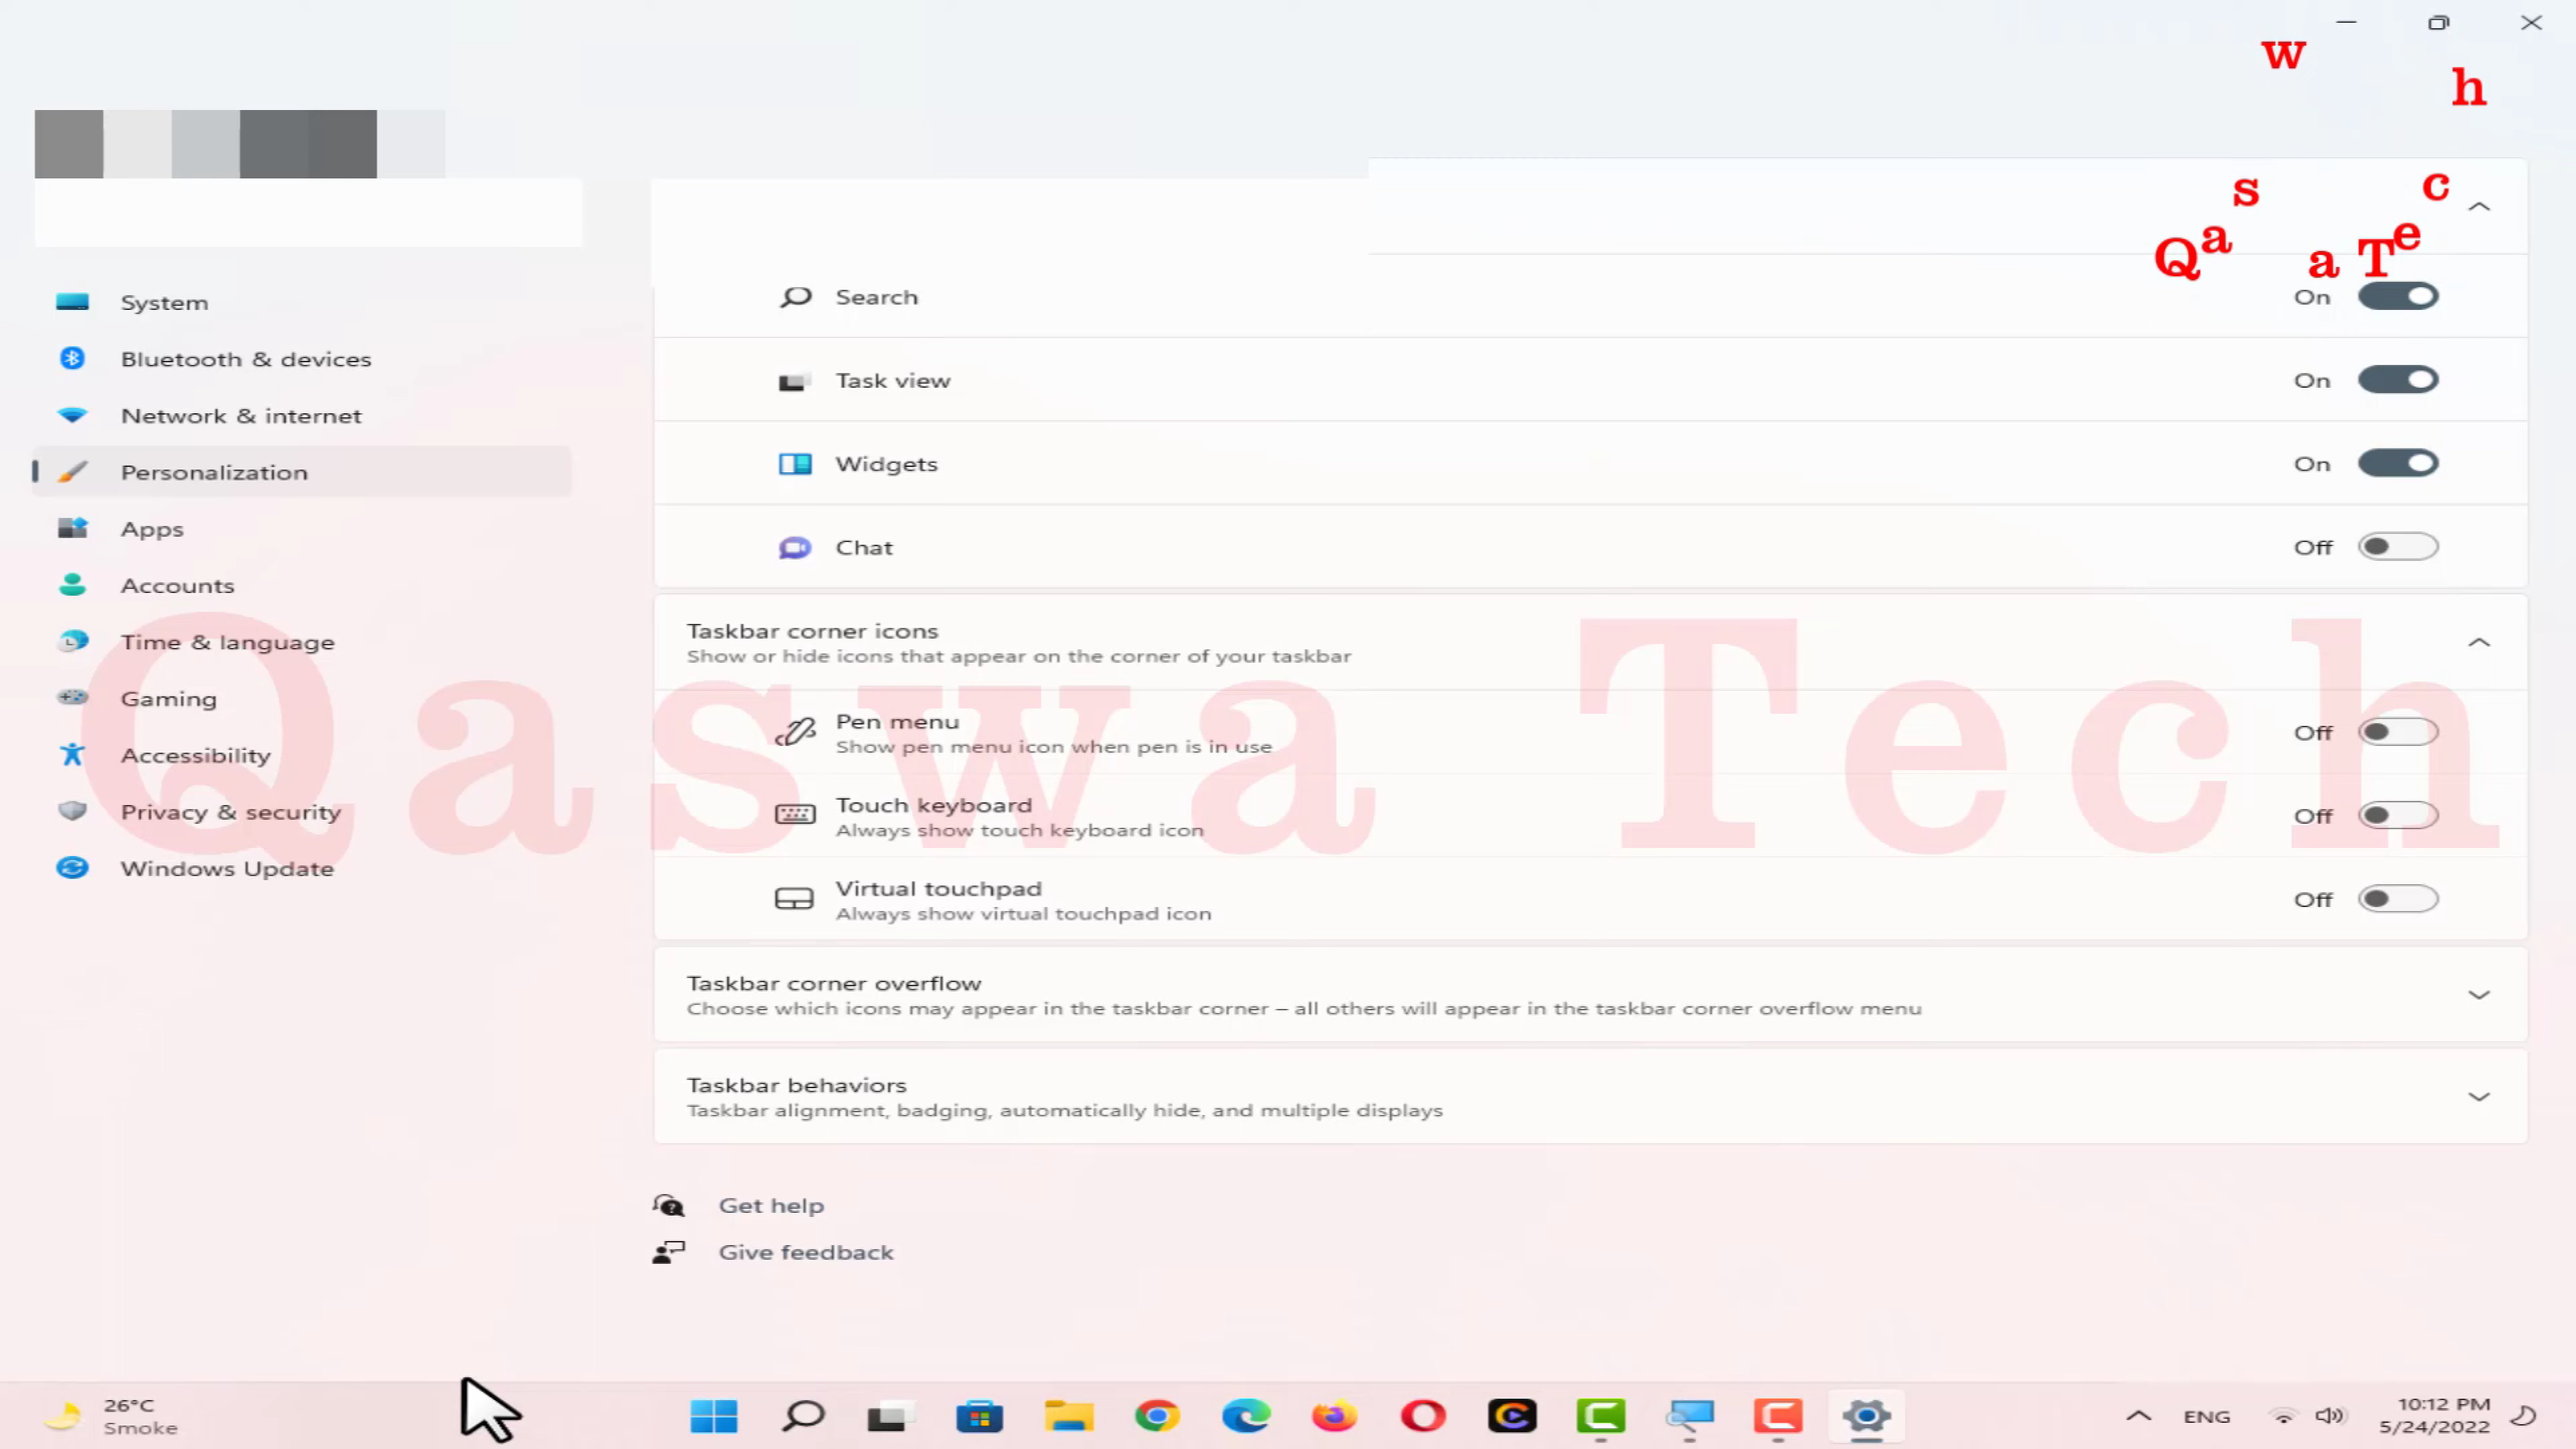 Qaswa Tech
System
Bluetooth & devices
Network & internet
Personalization
Apps
Accounts
Time & language
Gaming
Accessibility
Privacy & security
Windows Update
Search
On
Task view
On
Widgets
On
Chat
Off
Taskbar corner icons
Show or hide icons that appear on the corner of your taskbar
Pen menu
Show pen menu icon when pen is in use
Off
Touch keyboard
Always show touch keyboard icon
Off
Virtual touchpad
Always show virtual touchpad icon
Off
Taskbar corner overflow
Choose which icons may appear in the taskbar corner – all others will appear in the taskbar corner overflow menu
Taskbar behaviors
Taskbar alignment, badging, automatically hide, and multiple displays
Get help
Give feedback
Qaswa Tech
26°C
Smoke
ENG
10:12 PM
5/24/2022